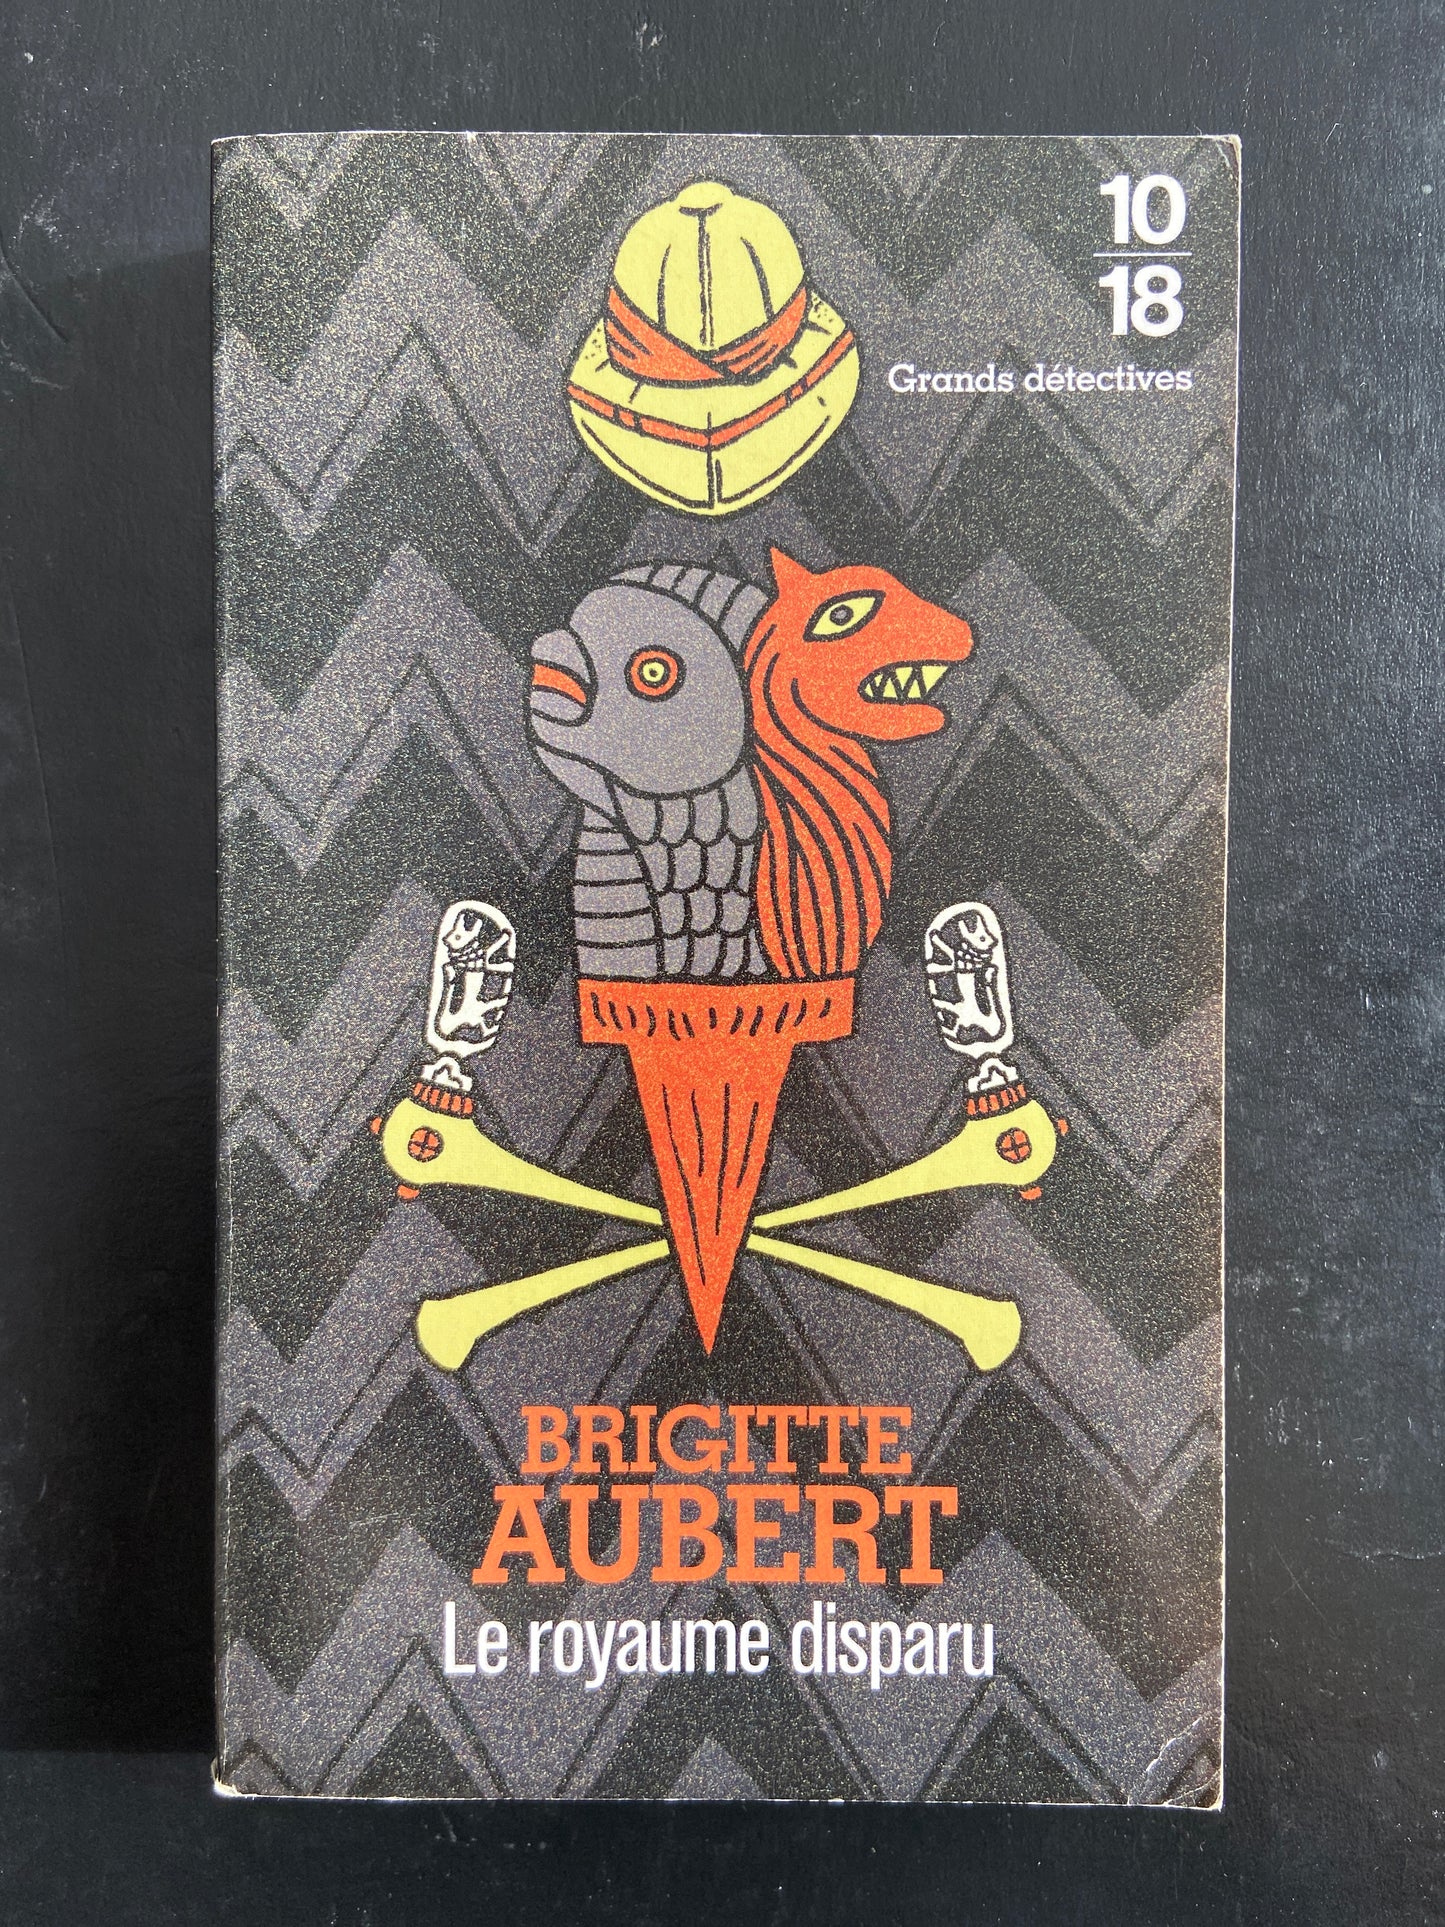 10
18
Grands détectives
BRIGITTE
AUBERT
Le royaume disparu